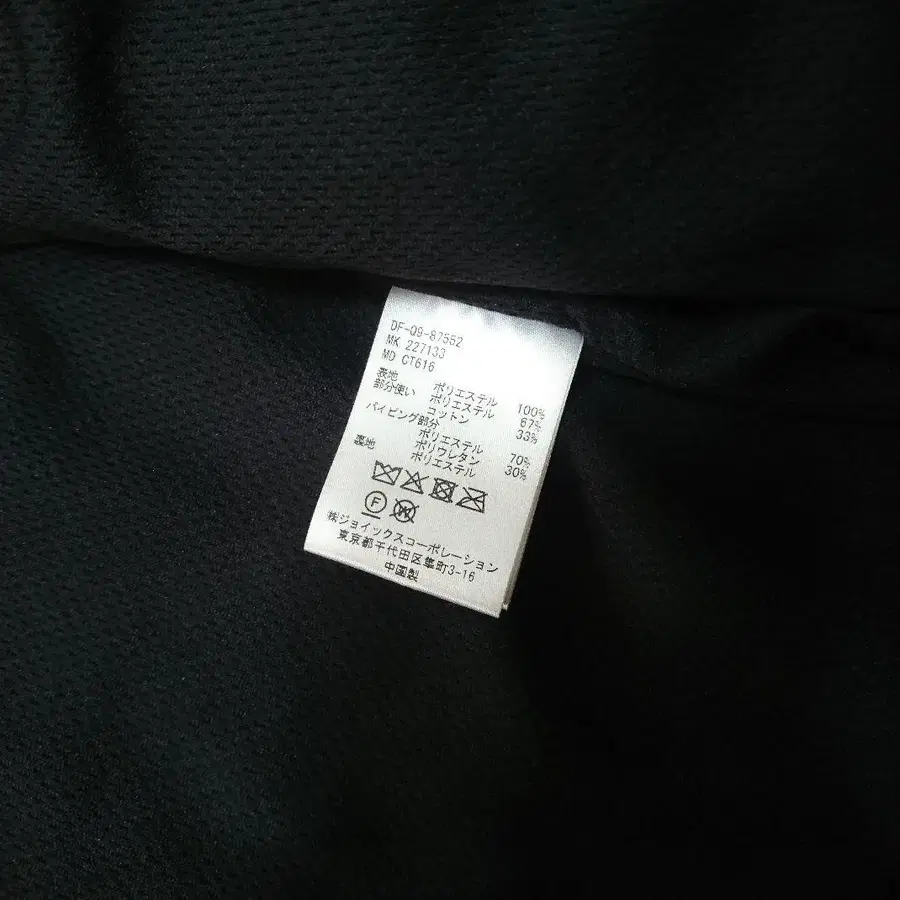 DF-09-87552
MK 227133
MD CT616
表地 ポリエステル 100%
部分使い ポリエステル 67%
コットン 33%
パイピング部分
ポリエステル 70%
ポリウレタン 30%
裏地 ポリエステル
F
W
㈱ジョイックスコーポレーション
東京都千代田区隼町3-16
中国製